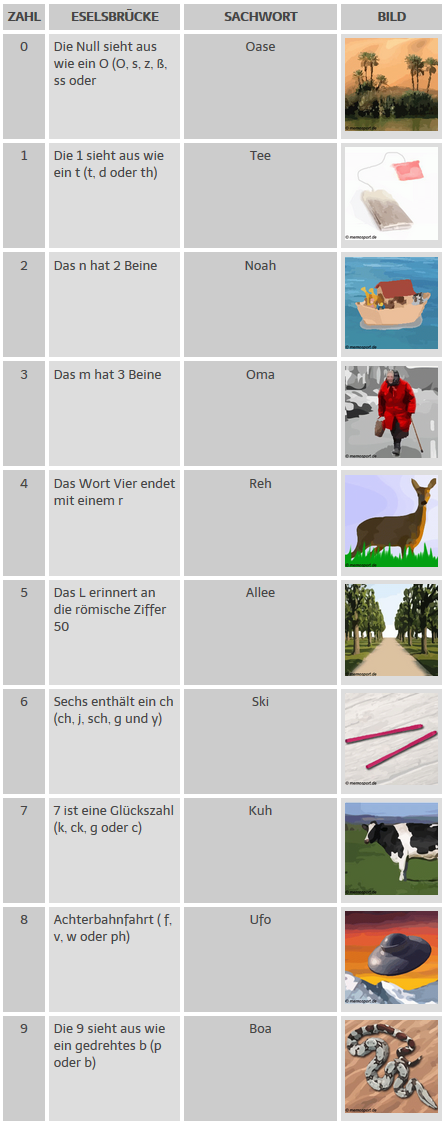 ZAHL ESELSBRÜCKE SACHWORT BILD
0 Die Null sieht aus Oase
wie ein O (O, s, z, ß,
ss oder
© memosport.de
1 Die 1 sieht aus wie Tee
ein t (t, d oder th)
© memosport.de
2 Das n hat 2 Beine Noah
© memosport.de
3 Das m hat 3 Beine Oma
© memosport.de
4 Das Wort Vier endet Reh
mit einem r
© memosport.de
5 Das L erinnert an Allee
die römische Ziffer
50
© memosport.de
6 Sechs enthält ein ch Ski
(ch, j, sch, g und y)
© memosport.de
7 7 ist eine Glückszahl Kuh
(k, ck, g oder c)
© memosport.de
8 Achterbahnfahrt ( f, Ufo
v, w oder ph)
© memosport.de
9 Die 9 sieht aus wie Boa
ein gedrehtes b (p
oder b)
© memosport.de